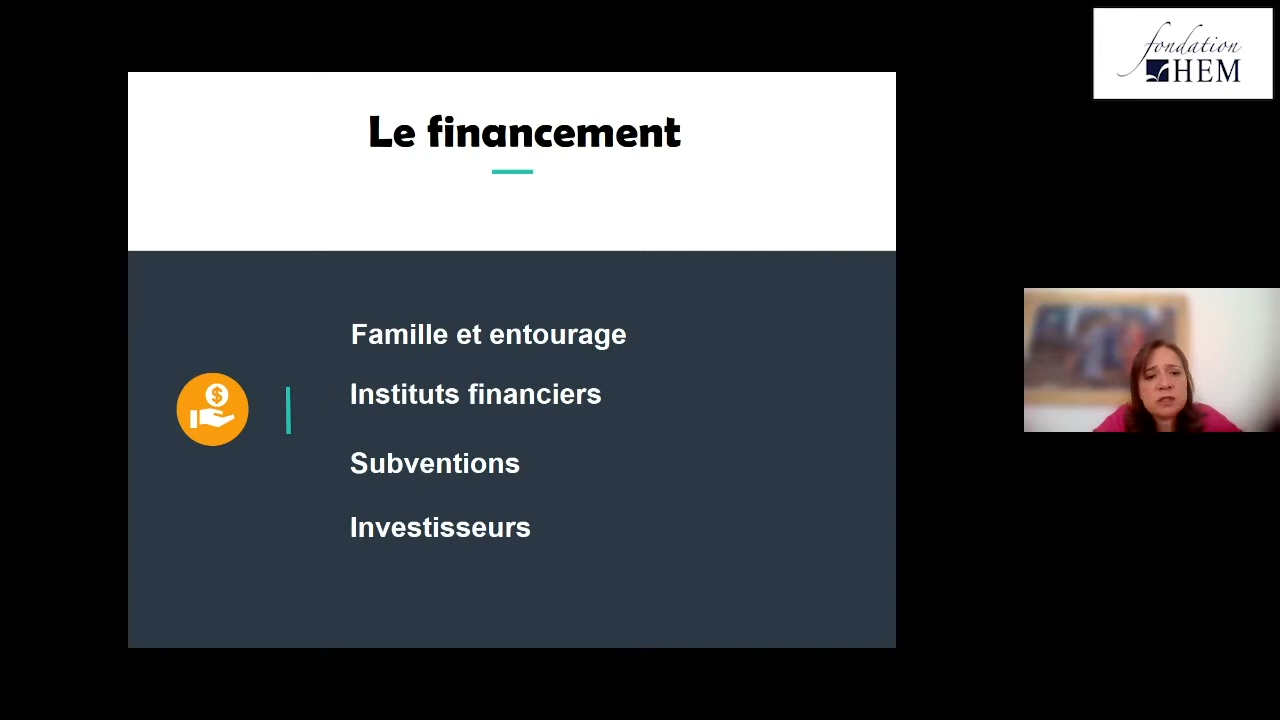 fondation
HEM
Le financement
Famille et entourage
Instituts financiers
Subventions
Investisseurs